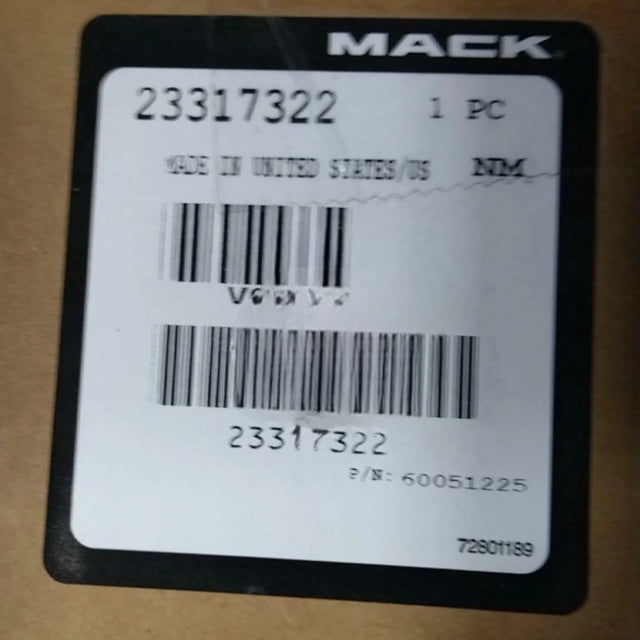 MACK
23317322 1 PC
MADE IN UNITED STATES/US NM
23317322
P/N: 60051225
72801189